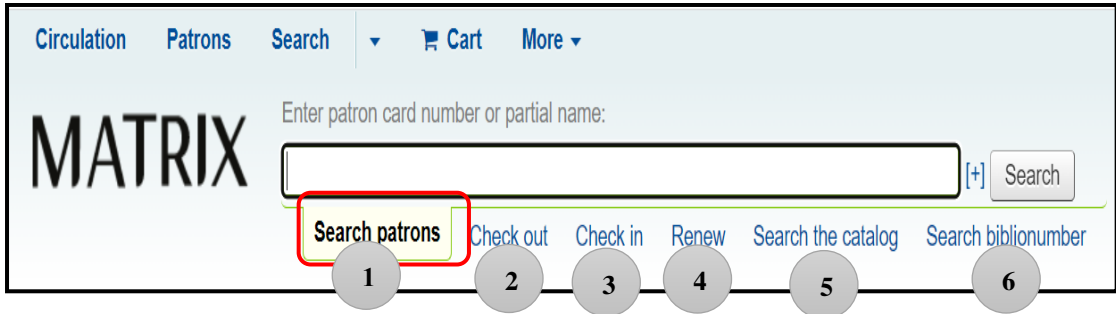 Circulation Patrons Search Cart More
Enter patron card number or partial name:
MATRIX
[+] Search
Search patrons Check out Check in Renew Search the catalog Search biblionumber
1 2 3 4 5 6